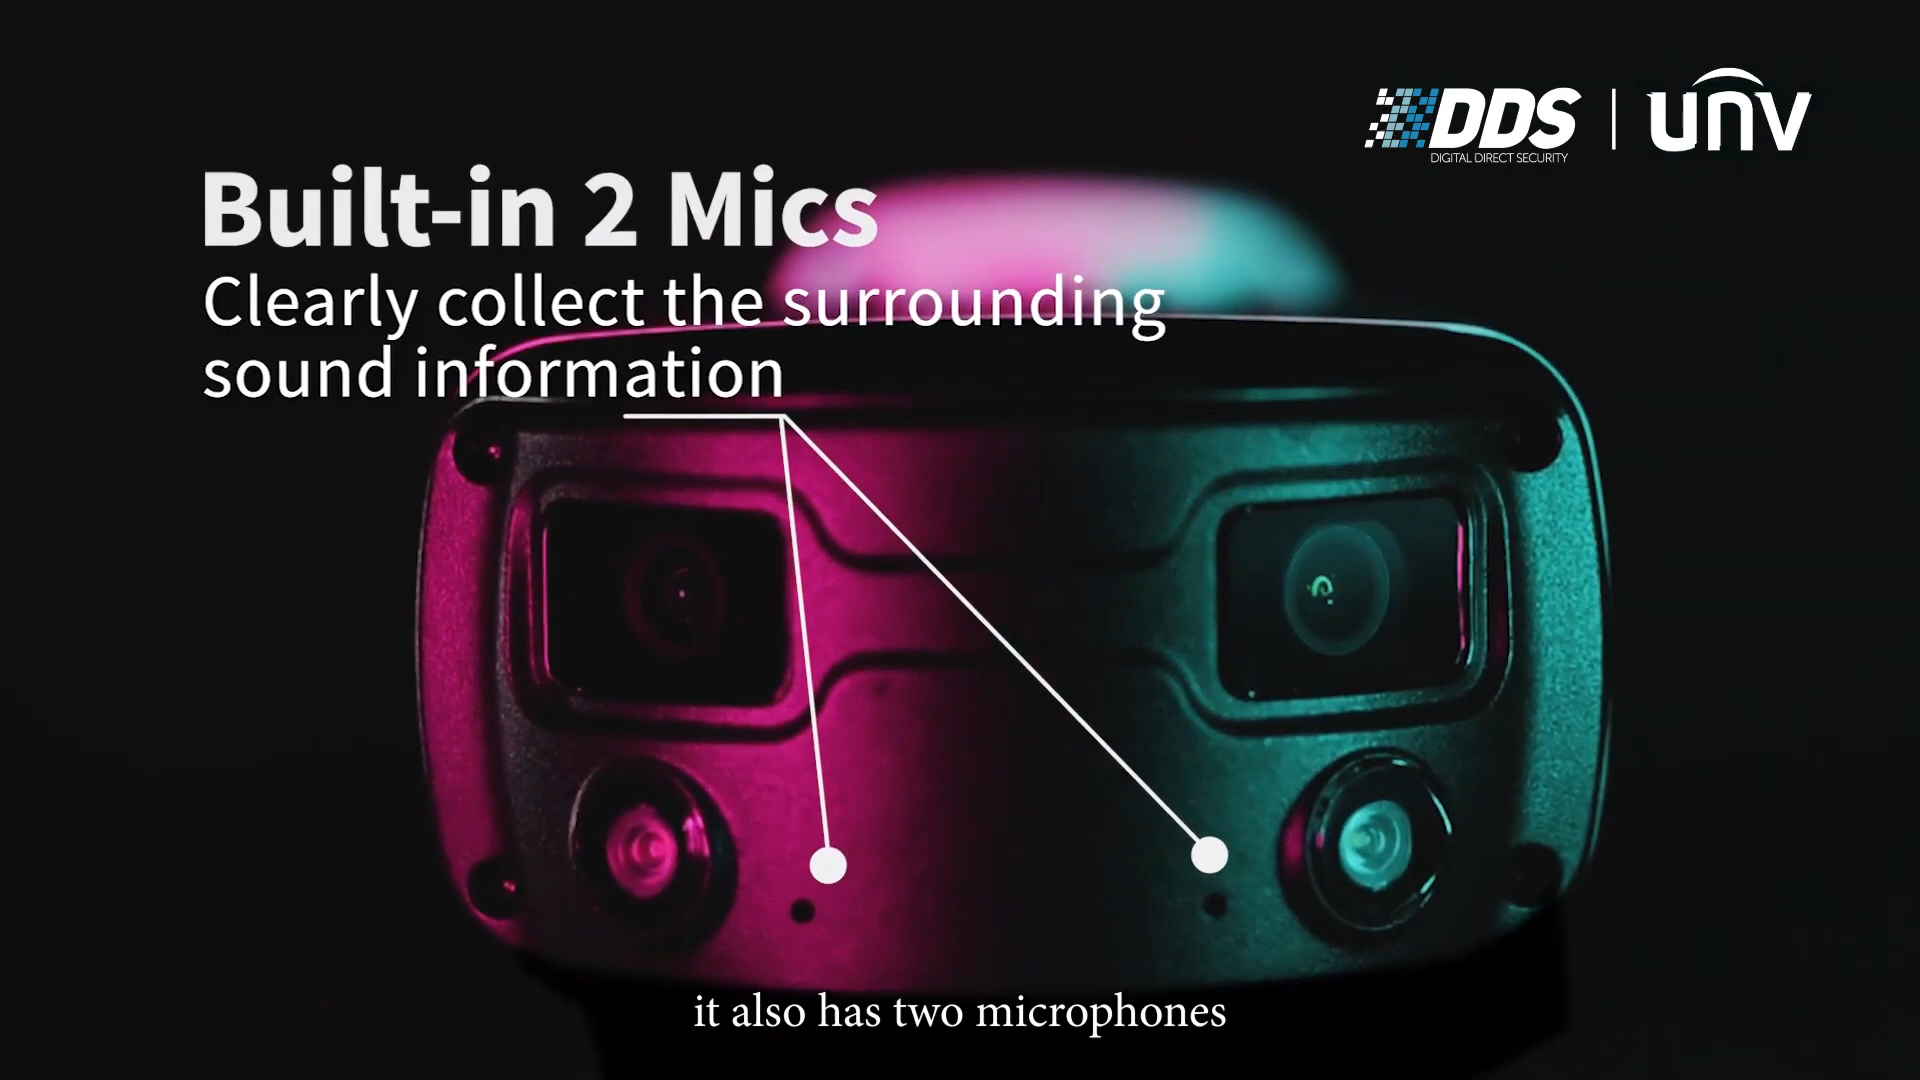 DDS
DIGITAL DIRECT SECURITY
unv
Built-in 2 Mics
Clearly collect the surrounding
sound information
it also has two microphones